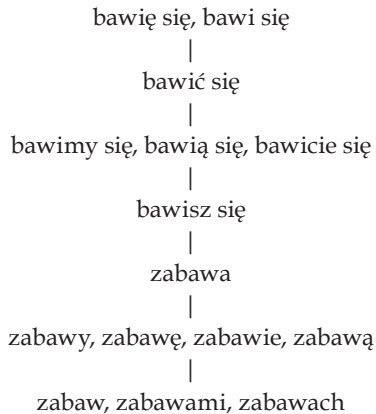 bawię się, bawi się
bawić się
bawimy się, bawią się, bawicie się
bawisz się
zabawa
zabawy, zabawę, zabawie, zabawą
zabaw, zabawami, zabawach